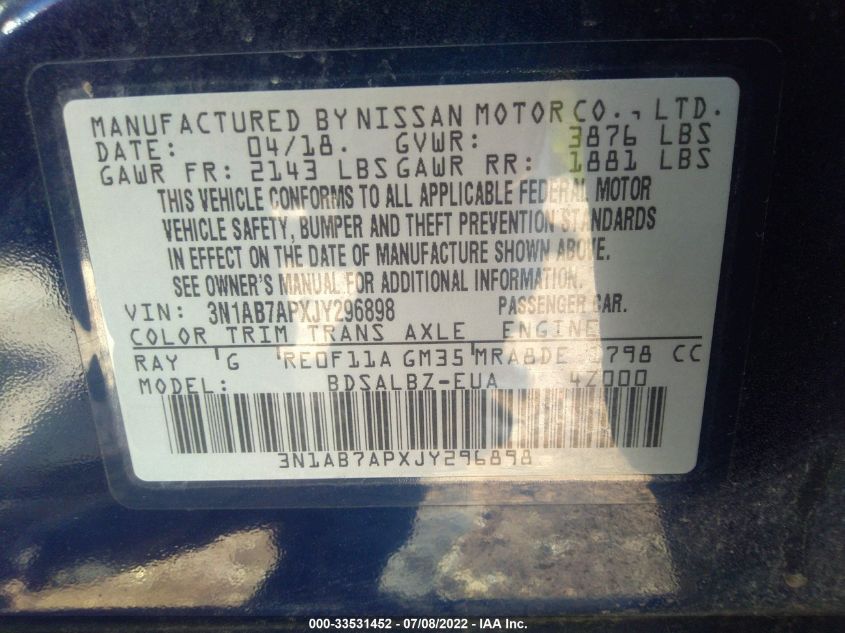 MANUFACTURED BY NISSAN MOTOR CO., LTD.
DATE: 04/18. GVWR: 3876 LBS
GAWR FR: 2143 LBS GAWR RR: 1881 LBS
THIS VEHICLE CONFORMS TO ALL APPLICABLE FEDERAL MOTOR
VEHICLE SAFETY, BUMPER AND THEFT PREVENTION STANDARDS
IN EFFECT ON THE DATE OF MANUFACTURE SHOWN ABOVE.
SEE OWNER'S MANUAL FOR ADDITIONAL INFORMATION.
VIN: 3N1AB7APXJY296898 PASSENGER CAR.
COLOR TRIM TRANS AXLE ENGINE
RAY G RE0F11A GM35 MRA8DE 1798 CC
MODEL: BDSALBZ-EUA 4Z000
3N1AB7APXJY296898
000-33531452 - 07/08/2022 - IAA Inc.